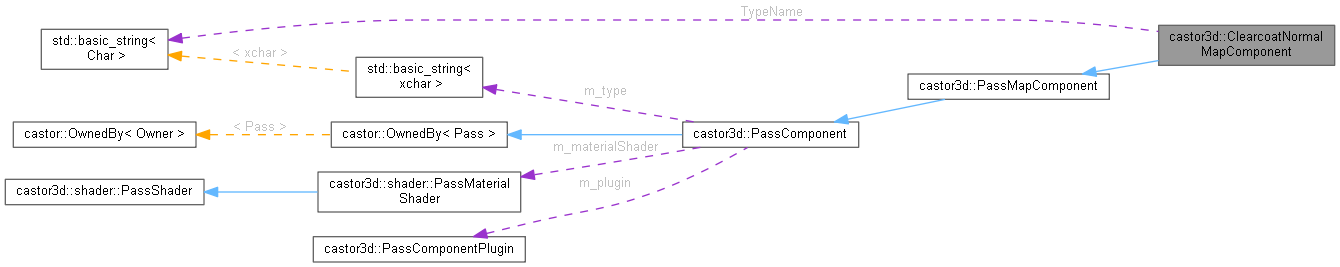 TypeName
castor3d::ClearcoatNormal
MapComponent
std::basic_string<
Char >
< xchar >
std::basic_string<
xchar >
castor3d::PassMapComponent
m_type
castor::OwnedBy< Owner >
< Pass >
castor::OwnedBy< Pass >
castor3d::PassComponent
m_materialShader
castor3d::shader::PassShader
castor3d::shader::PassMaterial
Shader
m_plugin
castor3d::PassComponentPlugin